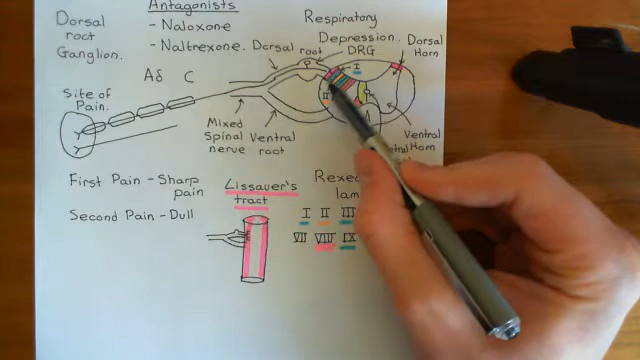 Antagonists
- Naloxone
- Naltrexone.
Dorsal
root
Ganglion.
Respiratory
Depression.
Dorsal root
DRG
Dorsal
Horn
I
II
Aδ C
Site of
Pain.
Mixed
Spinal
nerve
Ventral
root
Ventral
Horn
First Pain - Sharp
pain
Second Pain - Dull
Lissauer's
tract
I II III
VII VIII IX